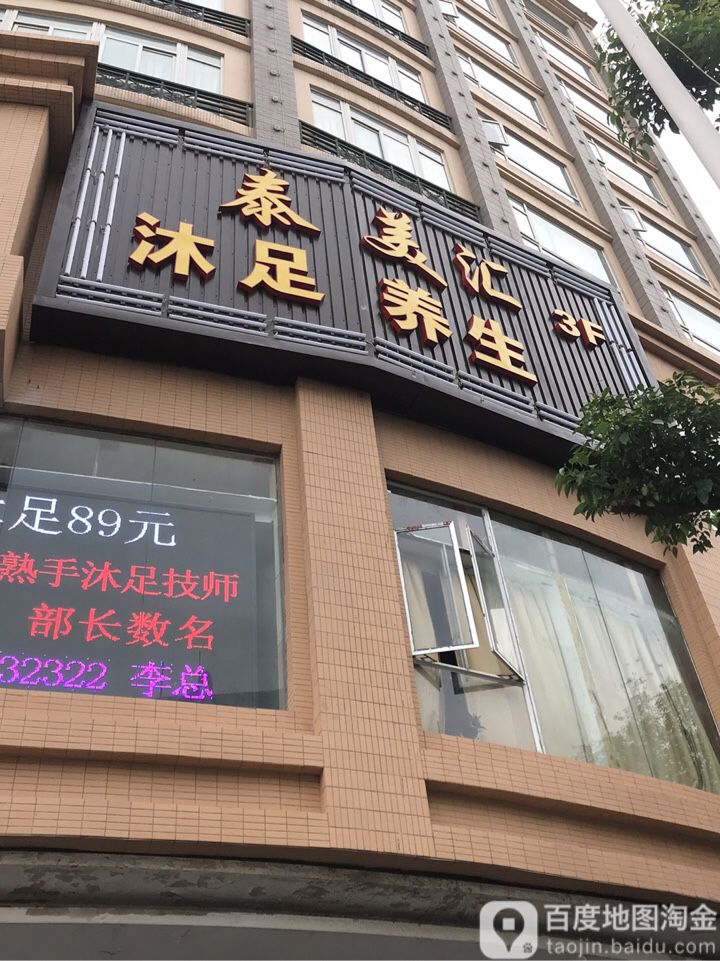 泰美汇
沐足养生 3F
足89元
熟手沐足技师
部长数名
32322 李总
百度地图淘金
taojin.baidu.com